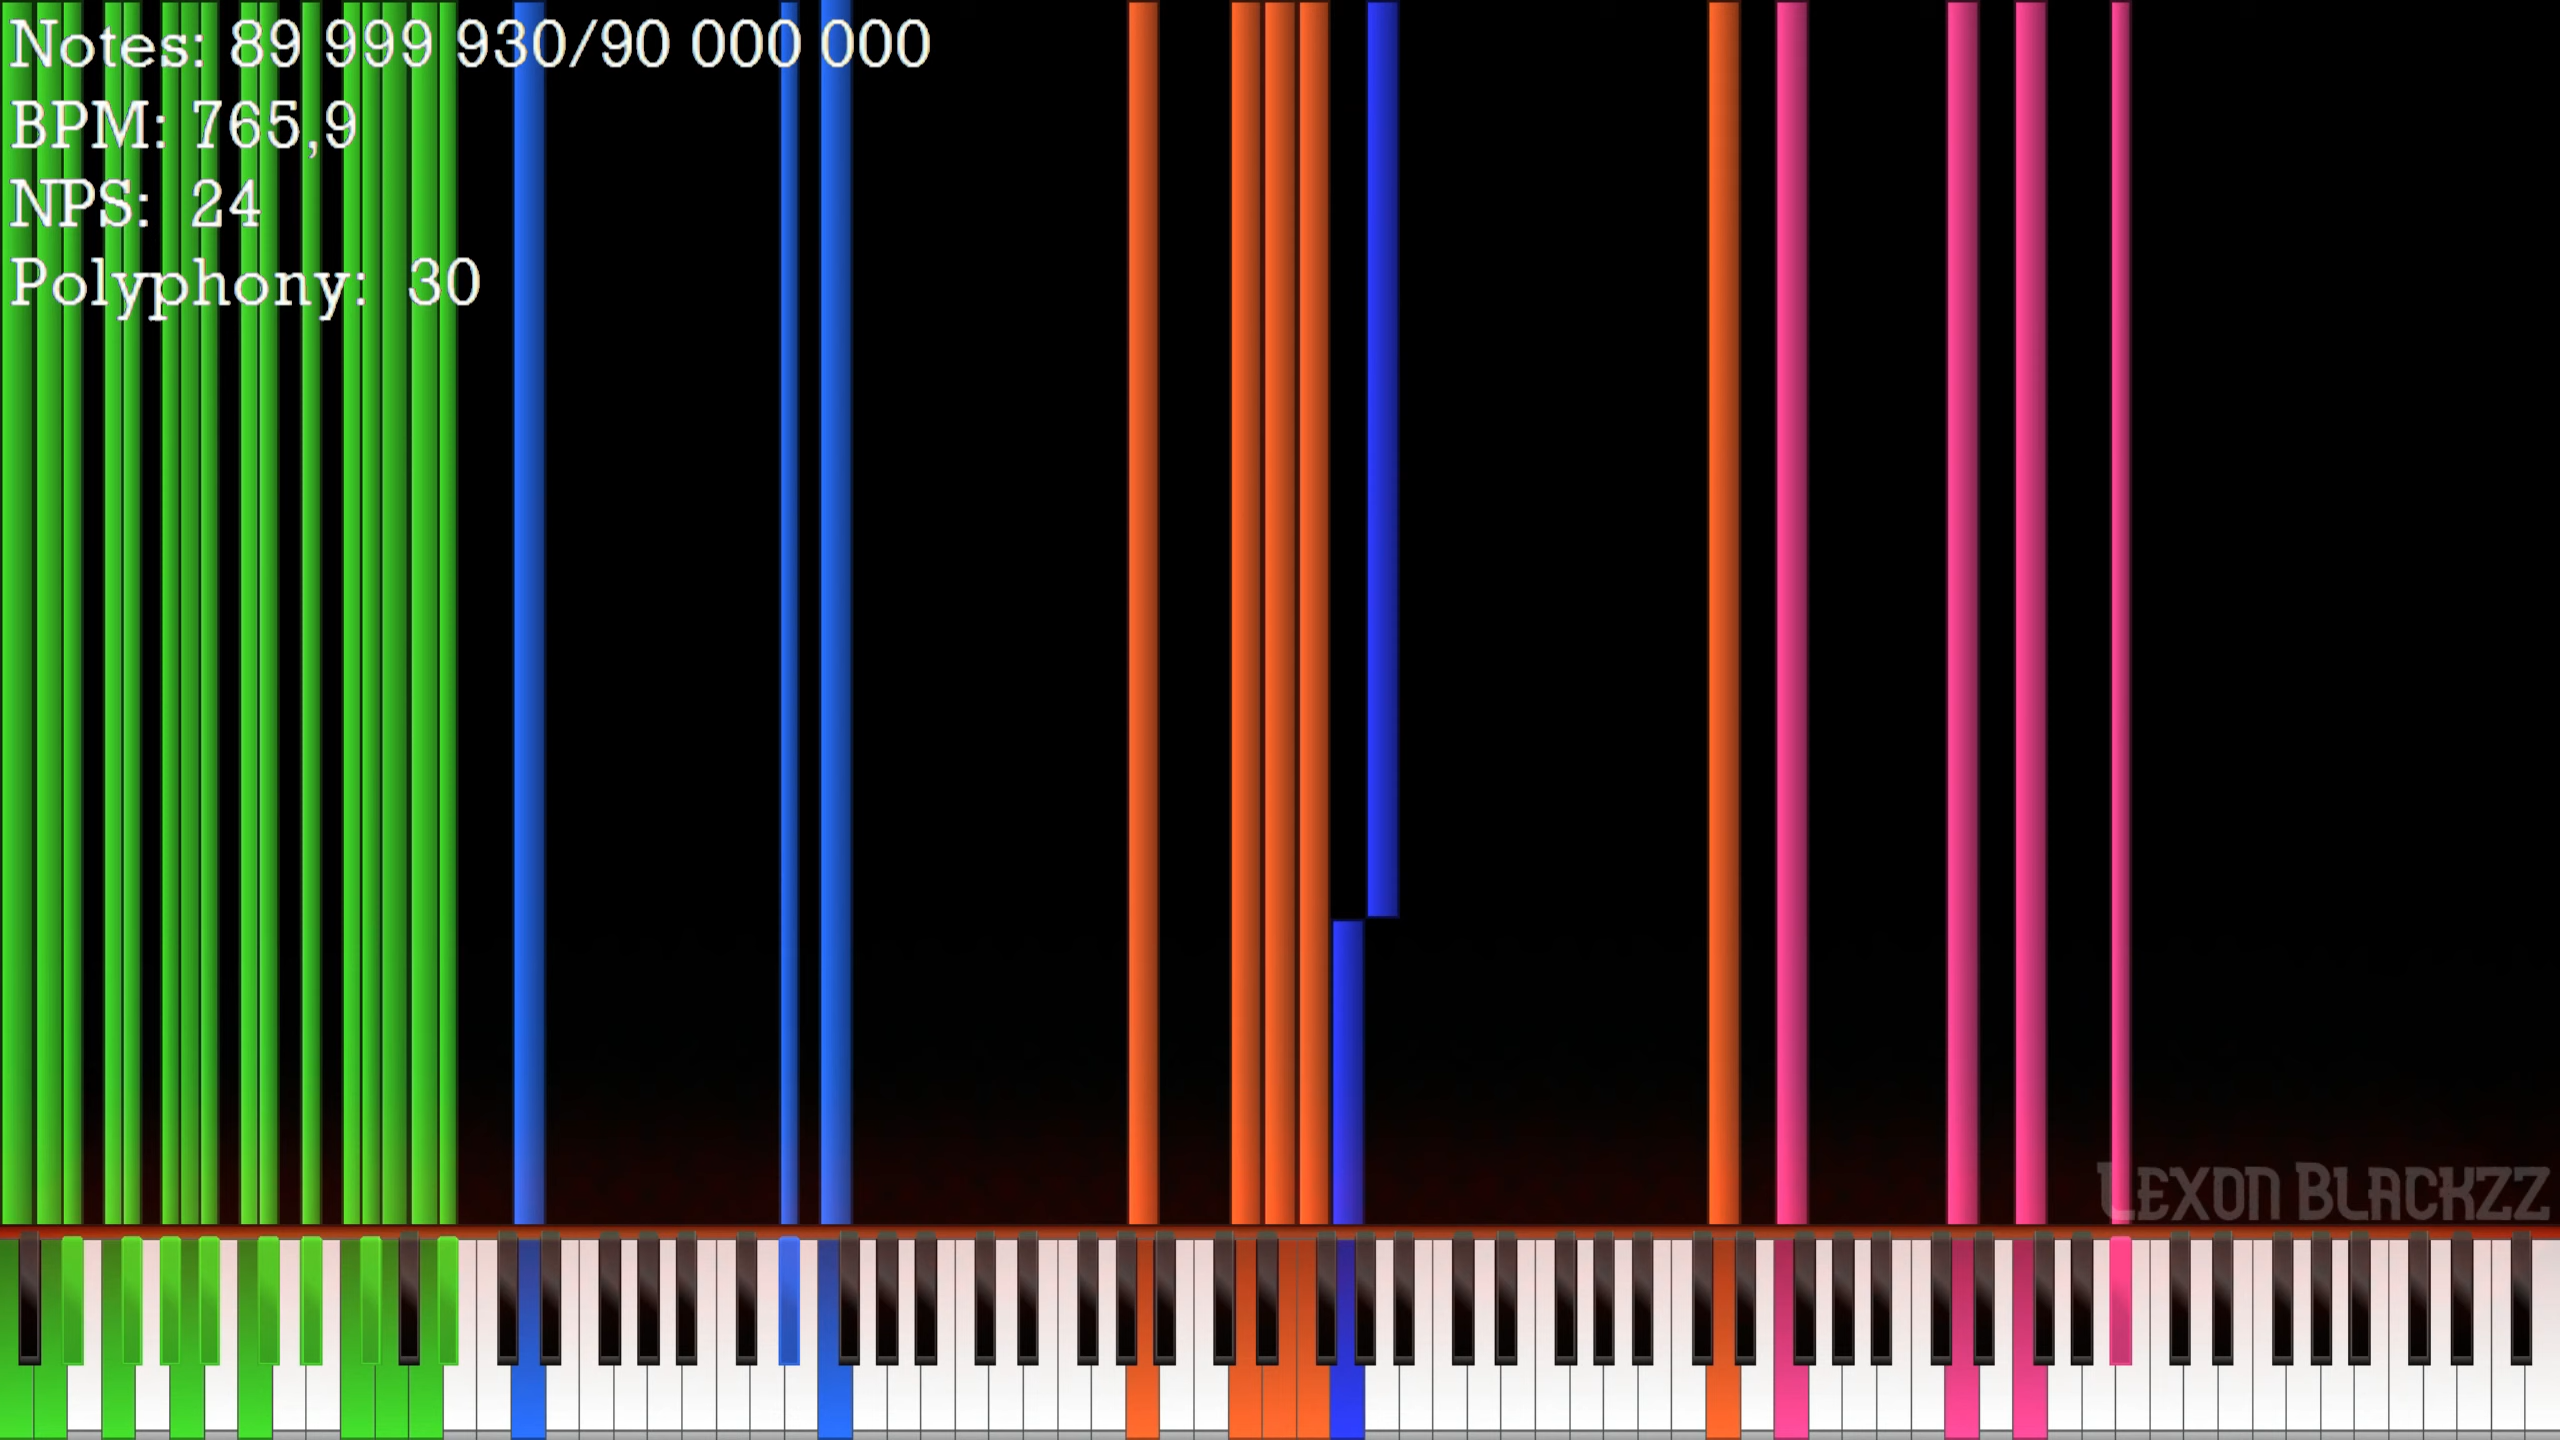 Notes: 89 999 930/90 000 000
BPM: 765,9
NPS: 24
Polyphony: 30
Lexon Blackzz